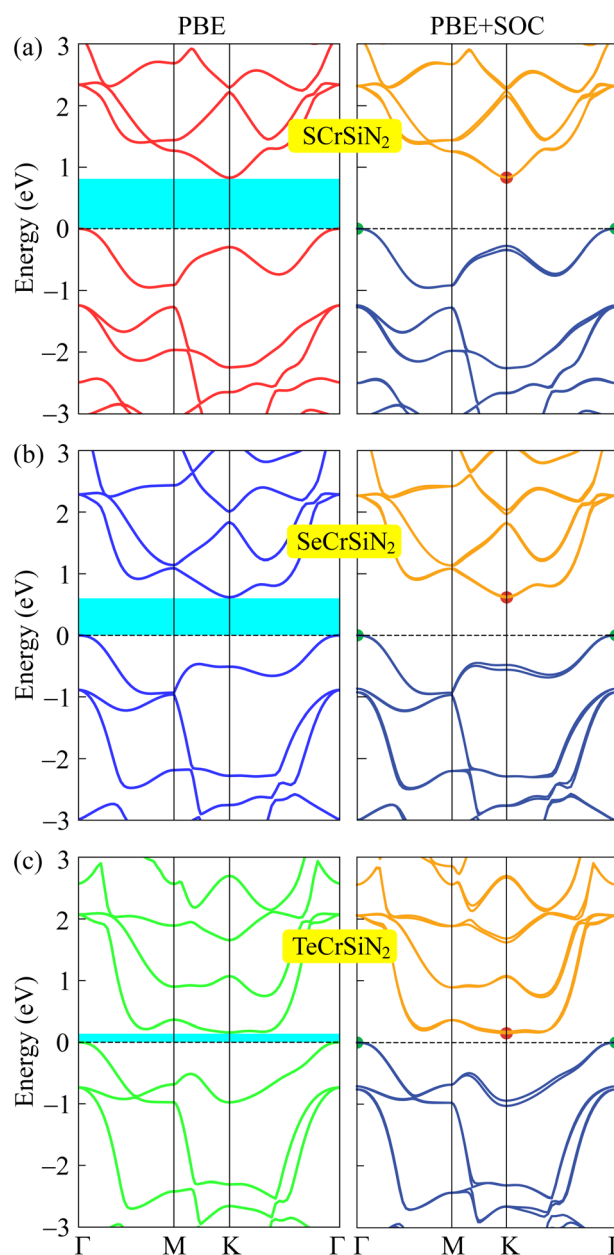 PBE PBE+SOC
(a)
3
2
1
0
−1
−2
−3
Energy (eV)
SCrSiN₂
(b)
3
2
1
0
−1
−2
−3
Energy (eV)
SeCrSiN₂
(c)
3
2
1
0
−1
−2
−3
Energy (eV)
TeCrSiN₂
Γ M K Γ Γ M K Γ